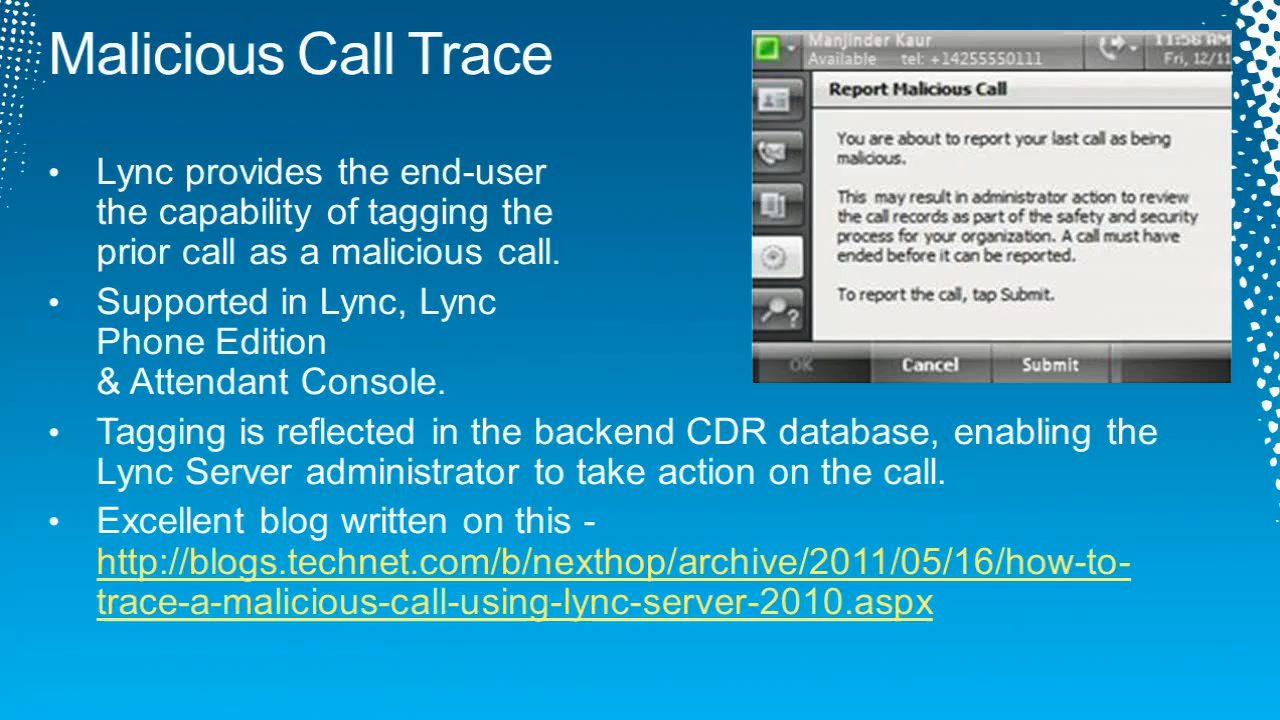 Malicious Call Trace
• Lync provides the end-user
the capability of tagging the
prior call as a malicious call.
• Supported in Lync, Lync
Phone Edition
& Attendant Console.
• Tagging is reflected in the backend CDR database, enabling the
Lync Server administrator to take action on the call.
• Excellent blog written on this -
http://blogs.technet.com/b/nexthop/archive/2011/05/16/how-to-
trace-a-malicious-call-using-lync-server-2010.aspx
Manjinder Kaur
Available tel: +14255550111
11:56 AM
Fri, 12/11
Report Malicious Call
You are about to report your last call as being
malicious.
This may result in administrator action to review
the call records as part of the safety and security
process for your organization. A call must have
ended before it can be reported.
To report the call, tap Submit.
OK Cancel Submit